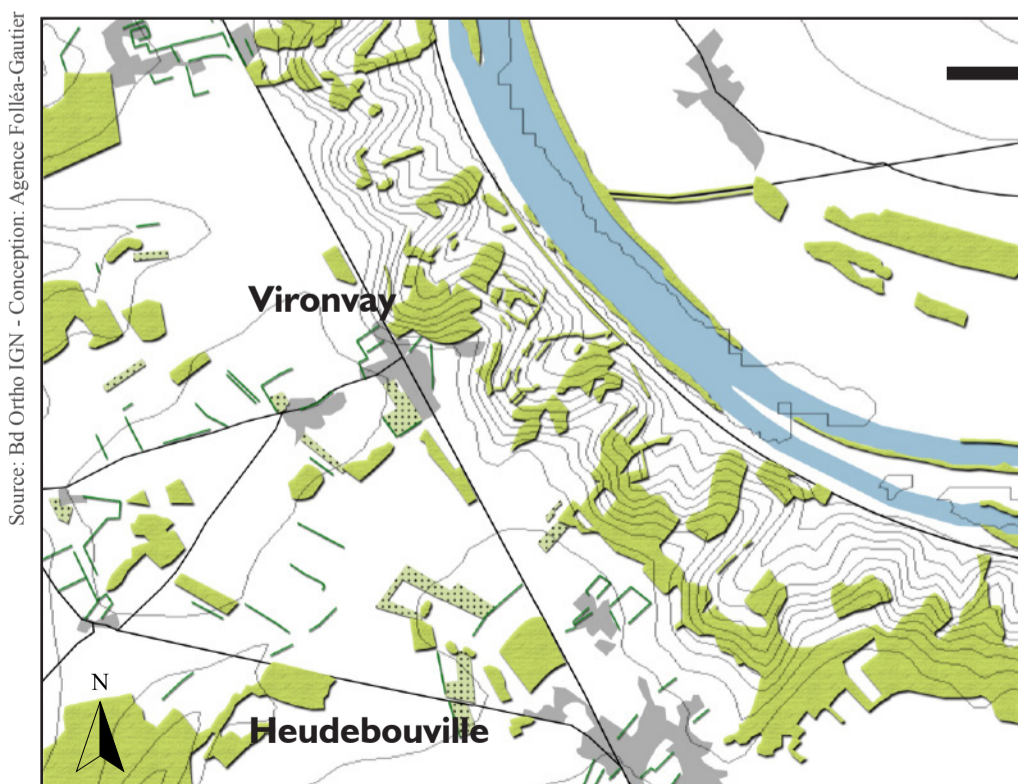 Source: Bd Ortho IGN - Conception: Agence Folléa-Gautier
Vironvay
N
Heudebouville